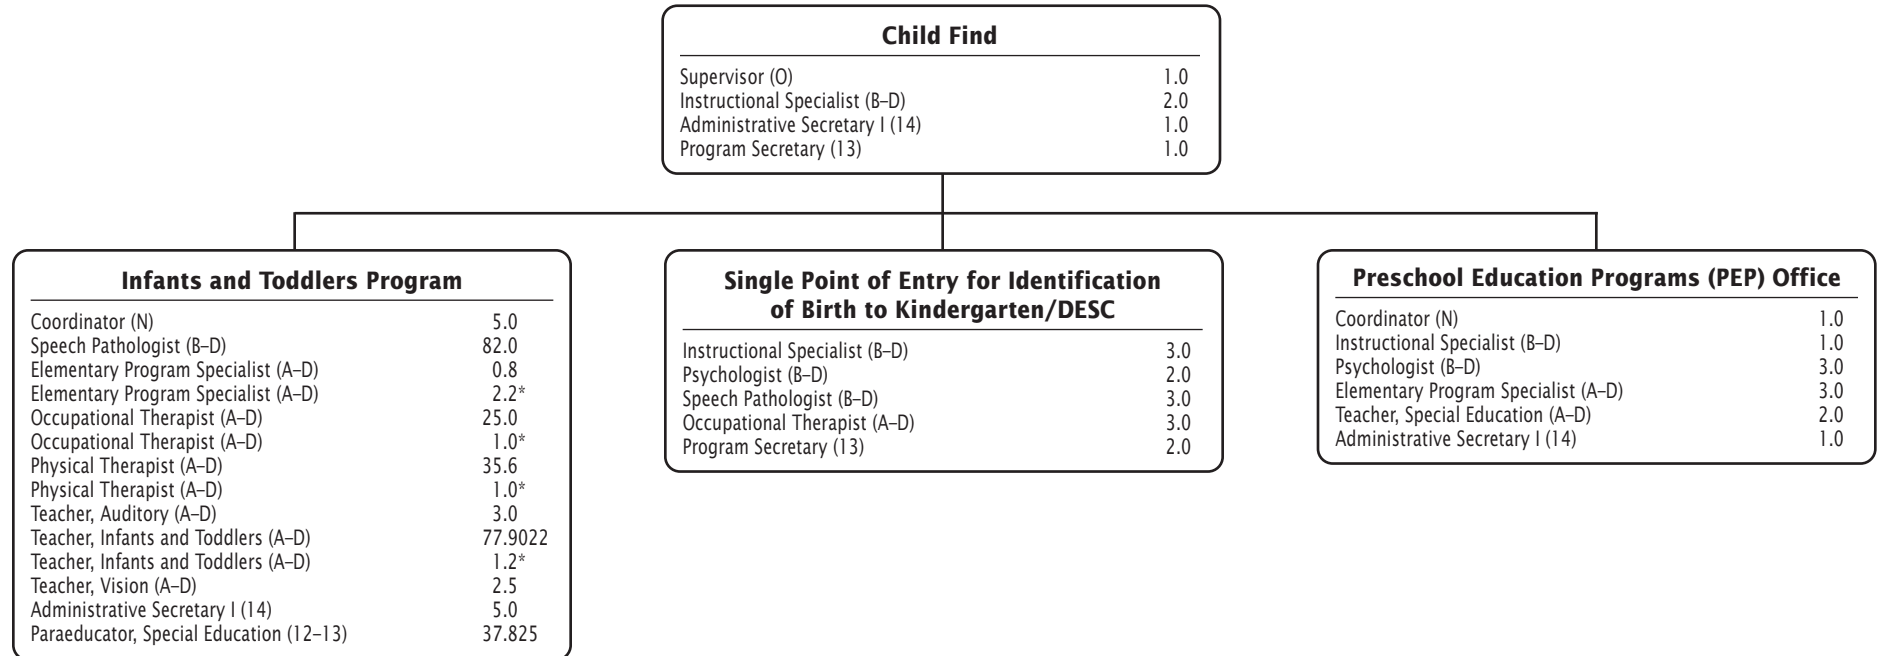 Child Find
Supervisor (O) 1.0
Instructional Specialist (B–D) 2.0
Administrative Secretary I (14) 1.0
Program Secretary (13) 1.0
Infants and Toddlers Program
Coordinator (N) 5.0
Speech Pathologist (B–D) 82.0
Elementary Program Specialist (A–D) 0.8
Elementary Program Specialist (A–D) 2.2*
Occupational Therapist (A–D) 25.0
Occupational Therapist (A–D) 1.0*
Physical Therapist (A–D) 35.6
Physical Therapist (A–D) 1.0*
Teacher, Auditory (A–D) 3.0
Teacher, Infants and Toddlers (A–D) 77.9022
Teacher, Infants and Toddlers (A–D) 1.2*
Teacher, Vision (A–D) 2.5
Administrative Secretary I (14) 5.0
Paraeducator, Special Education (12–13) 37.825
Single Point of Entry for Identification
of Birth to Kindergarten/DESC
Instructional Specialist (B–D) 3.0
Psychologist (B–D) 2.0
Speech Pathologist (B–D) 3.0
Occupational Therapist (A–D) 3.0
Program Secretary (13) 2.0
Preschool Education Programs (PEP) Office
Coordinator (N) 1.0
Instructional Specialist (B–D) 1.0
Psychologist (B–D) 3.0
Elementary Program Specialist (A–D) 3.0
Teacher, Special Education (A–D) 2.0
Administrative Secretary I (14) 1.0